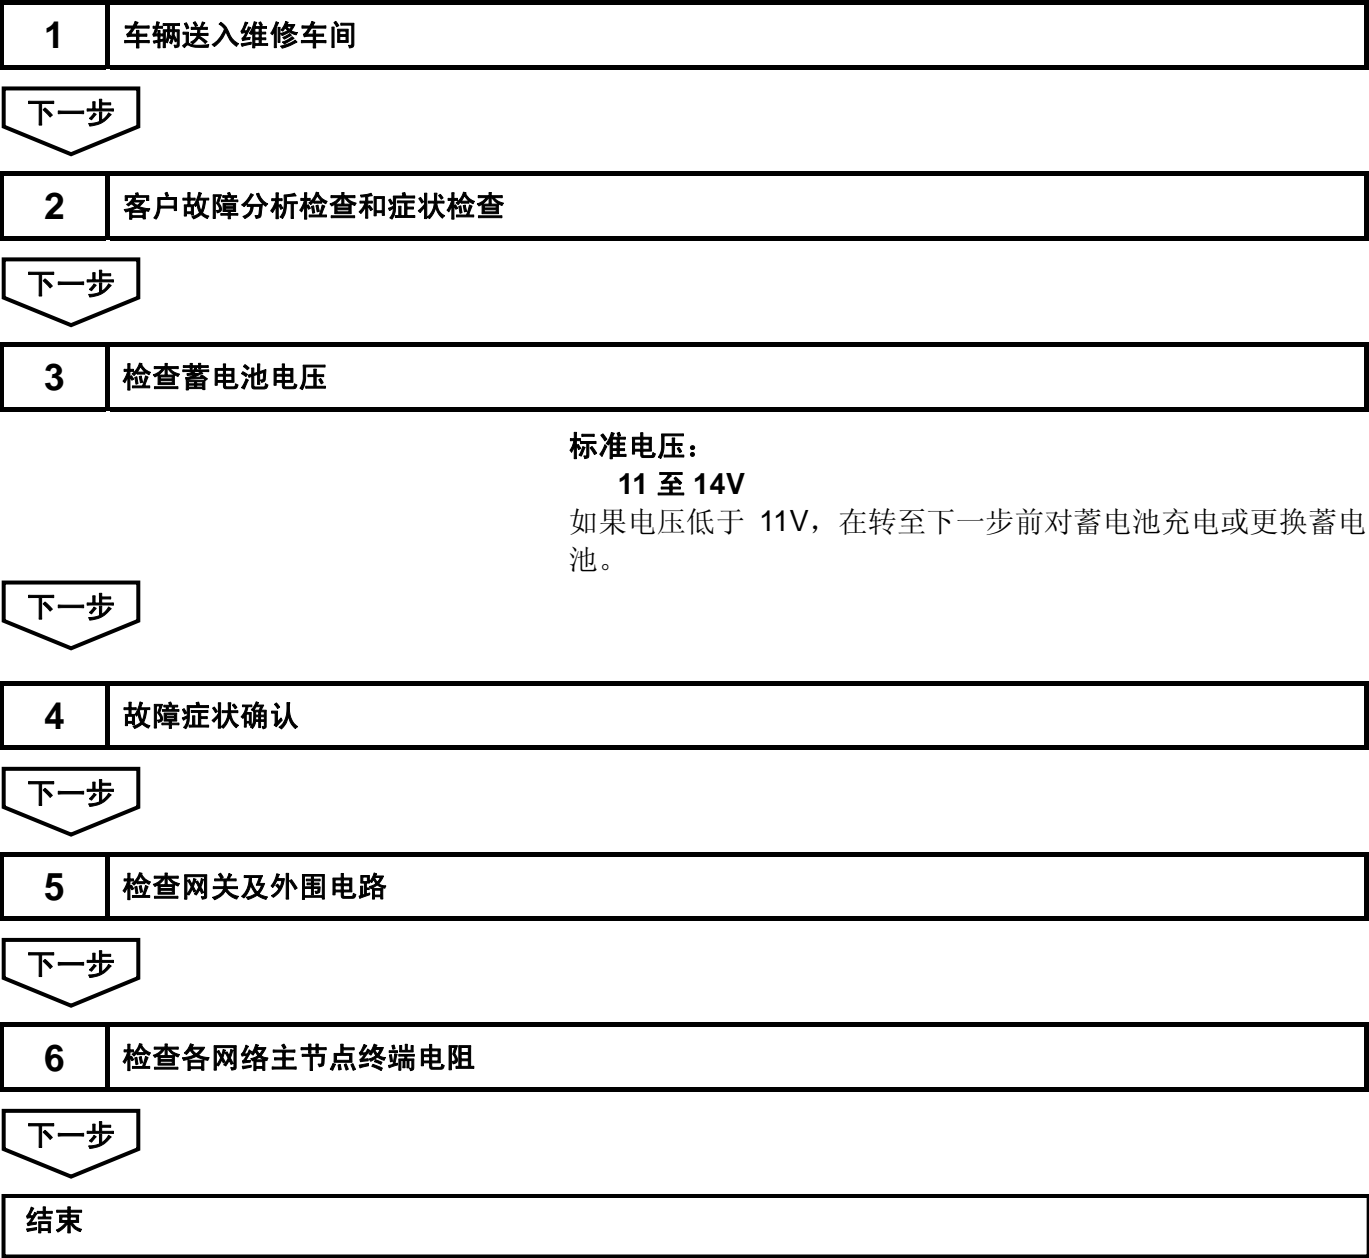 1 车辆送入维修车间
下一步
2 客户故障分析检查和症状检查
下一步
3 检查蓄电池电压
标准电压：
11 至 14V
如果电压低于 11V，在转至下一步前对蓄电池充电或更换蓄电
池。
下一步
4 故障症状确认
下一步
5 检查网关及外围电路
下一步
6 检查各网络主节点终端电阻
下一步
结束